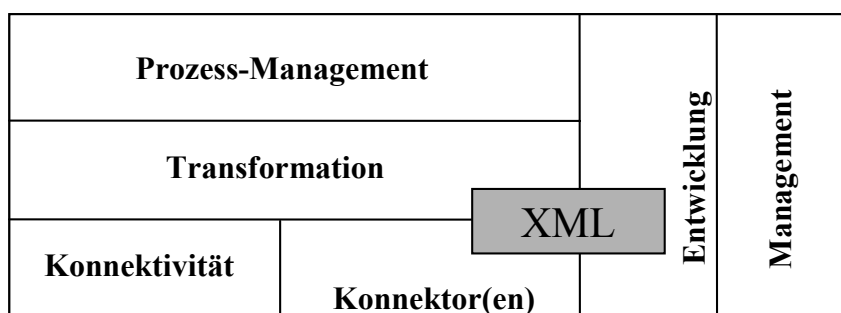 Prozess-Management
Transformation
XML
Konnektivität
Konnektor(en)
Entwicklung
Management